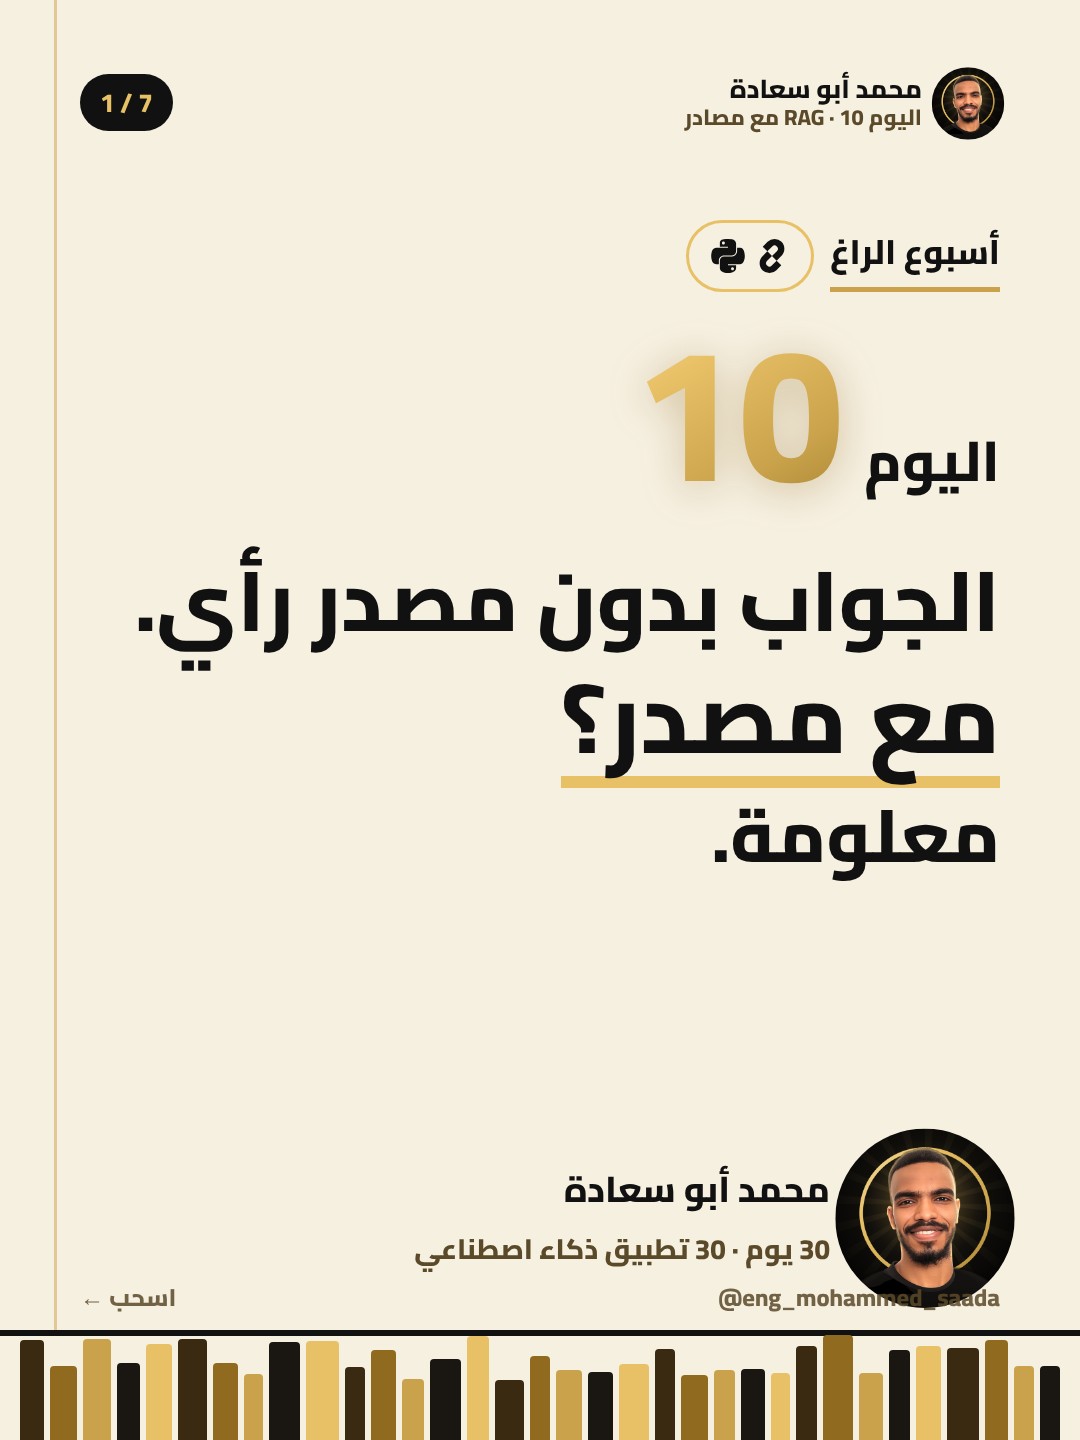 محمد أبو سعادة
اليوم 10 · RAG مع مصادر
1 / 7
أسبوع الراغ
اليوم 10
الجواب بدون مصدر رأي.
مع مصدر؟
معلومة.
محمد أبو سعادة
30 يوم · 30 تطبيق ذكاء اصطناعي
@eng_mohammed_saada
اسحب ←